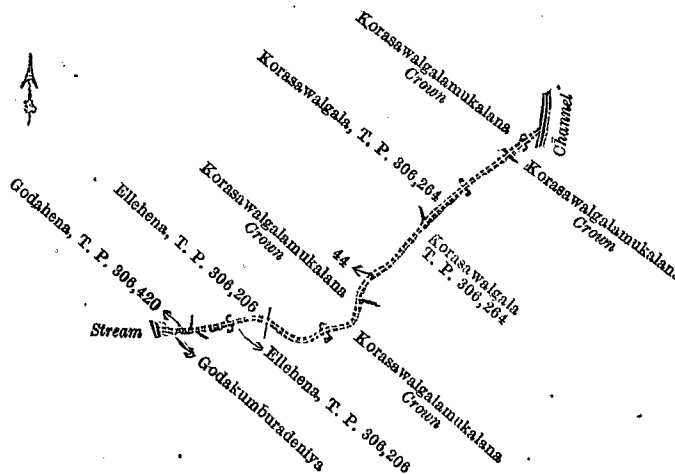 Korasawalgalamukalana
Crown
Korasawalgala, T. P. 306,264
Channel
Korasawalgalamukalana
Crown
Korasawalgalamukalana
Crown
Ellehena, T. P. 306,206
Godahena, T. P. 306,420
44
Korasawalgala
T. P. 306,264
Stream
Korasawalgalamukalana
Crown
Ellehena, T. P. 306,206
Godakumburadeniya